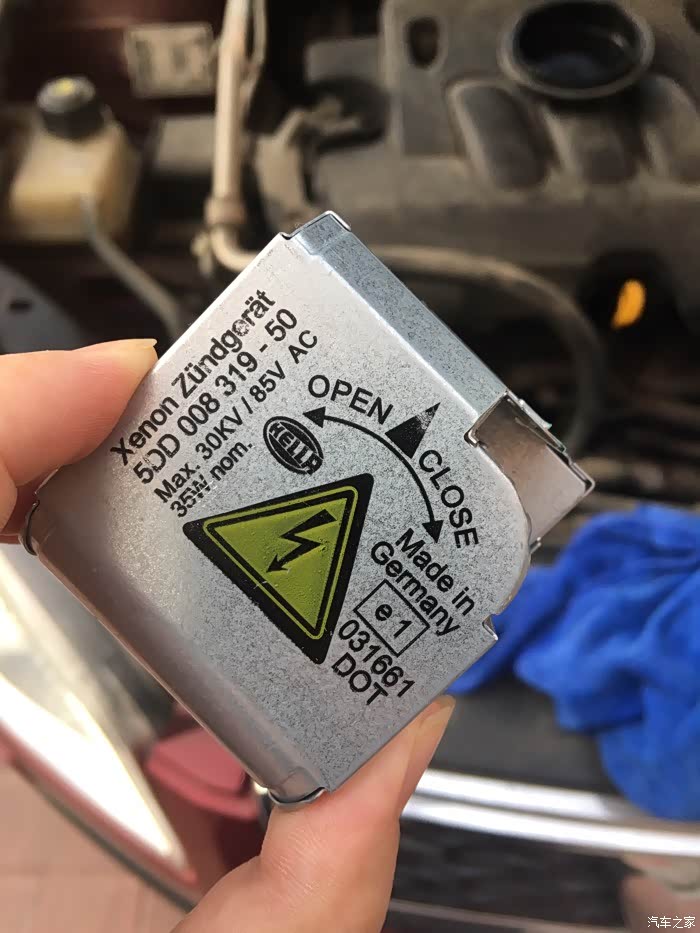 Xenon Zündgerät
5DD 008 319 - 50
Max. 30KV / 85V AC
35W nom.
HELLA
OPEN
CLOSE
Made in
Germany
e 1
031661
DOT
汽车之家